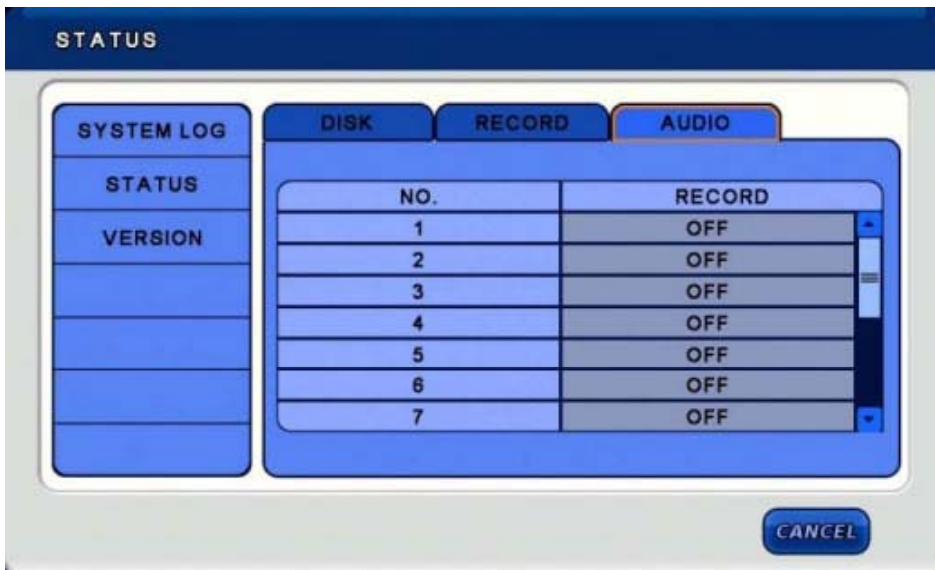 STATUS
SYSTEM LOG
STATUS
VERSION
DISK RECORD AUDIO
NO. RECORD
1 OFF
2 OFF
3 OFF
4 OFF
5 OFF
6 OFF
7 OFF
CANCEL